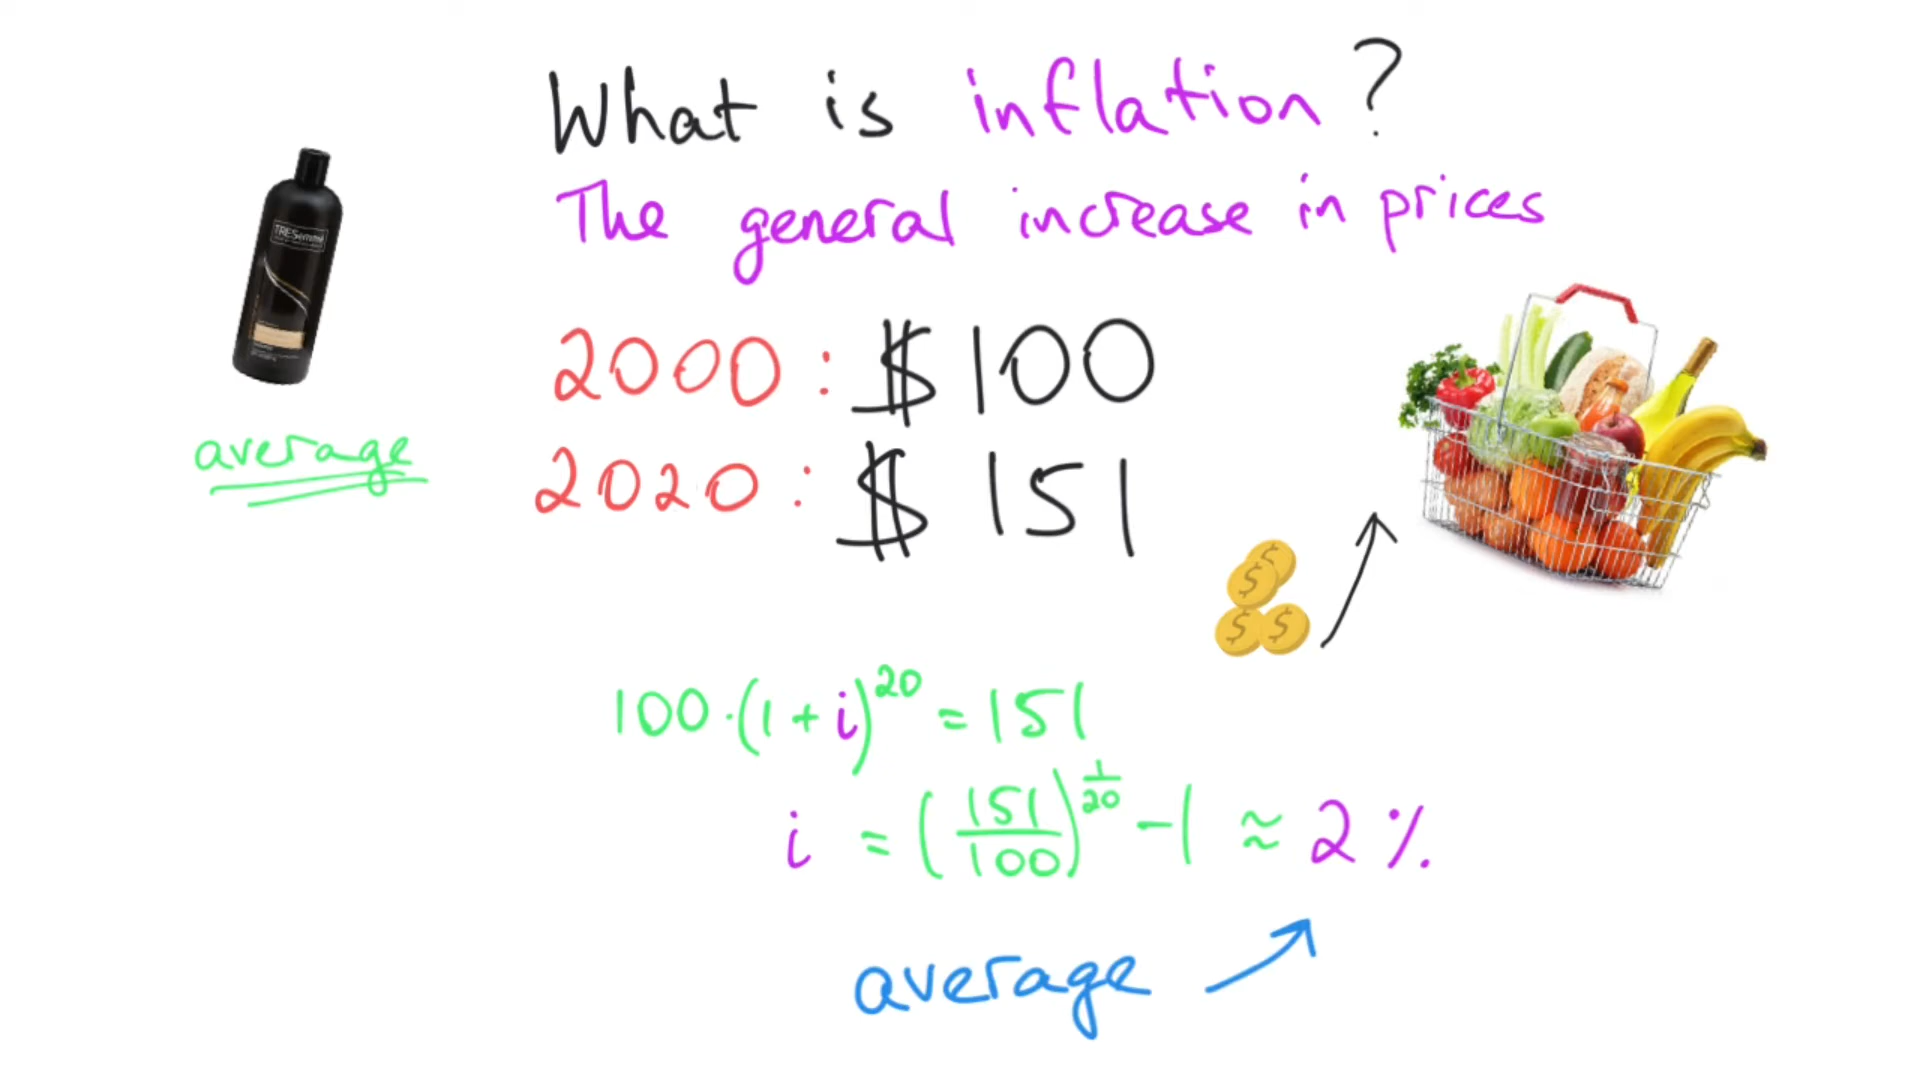 What is inflation?
The general increase in prices
TRESemmé
average
2000: $100
2020: $151
$
$
$ $
100·(1+i)^20 = 151
i = (151/100)^1/20 - 1 ≈ 2%
average